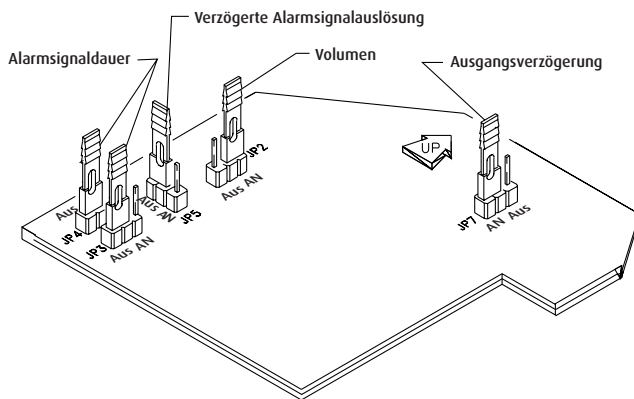 Verzögerte Alarmsignalauslösung
Alarmsignaldauer
Volumen
Ausgangsverzögerung
UP
JP2
Aus AN
Aus AN
JP5
Aus
JP4
JP3
Aus AN
JP7
AN Aus